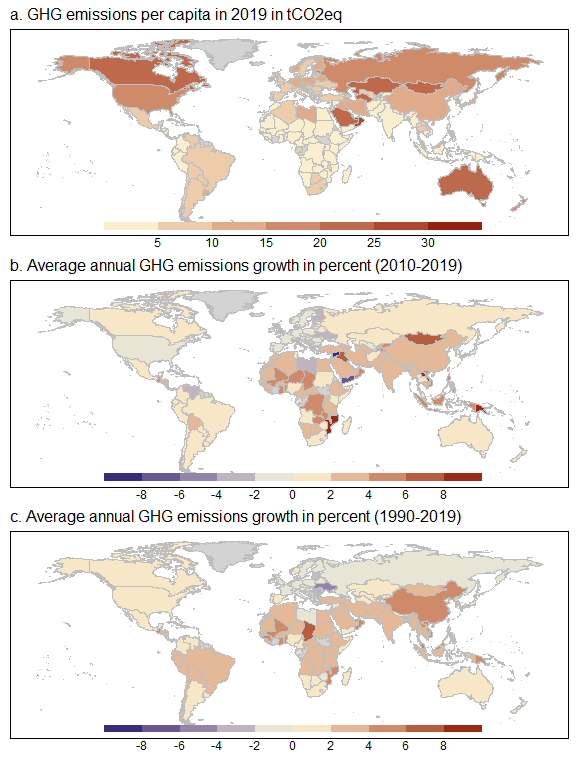 a. GHG emissions per capita in 2019 in tCO2eq
5 10 15 20 25 30
b. Average annual GHG emissions growth in percent (2010-2019)
-8 -6 -4 -2 0 2 4 6 8
c. Average annual GHG emissions growth in percent (1990-2019)
-8 -6 -4 -2 0 2 4 6 8